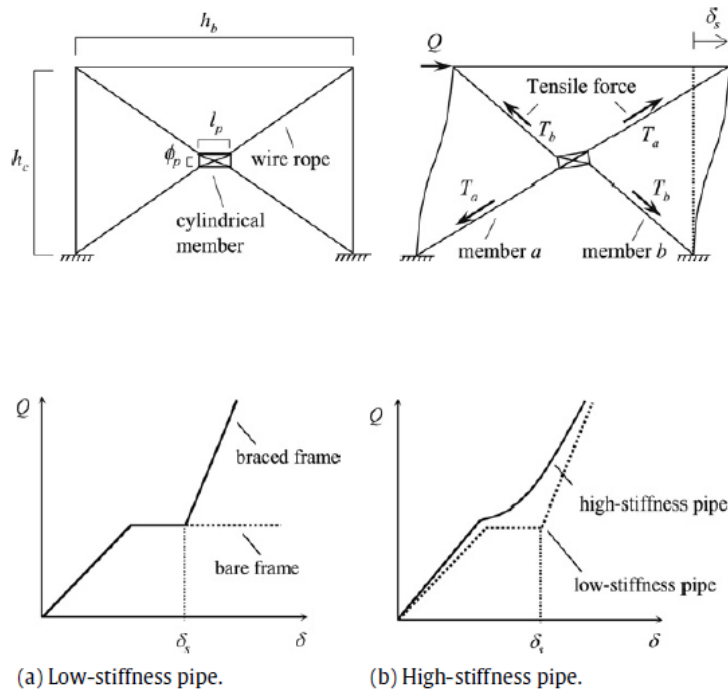 h_b
h_c
l_p
ϕ_p
wire rope
cylindrical
member
δ_s
Q
Tensile force
T_b
T_a
T_a
T_b
member a
member b
Q
braced frame
bare frame
δ_s
δ
(a) Low-stiffness pipe.
Q
high-stiffness pipe
low-stiffness pipe
δ_s
δ
(b) High-stiffness pipe.